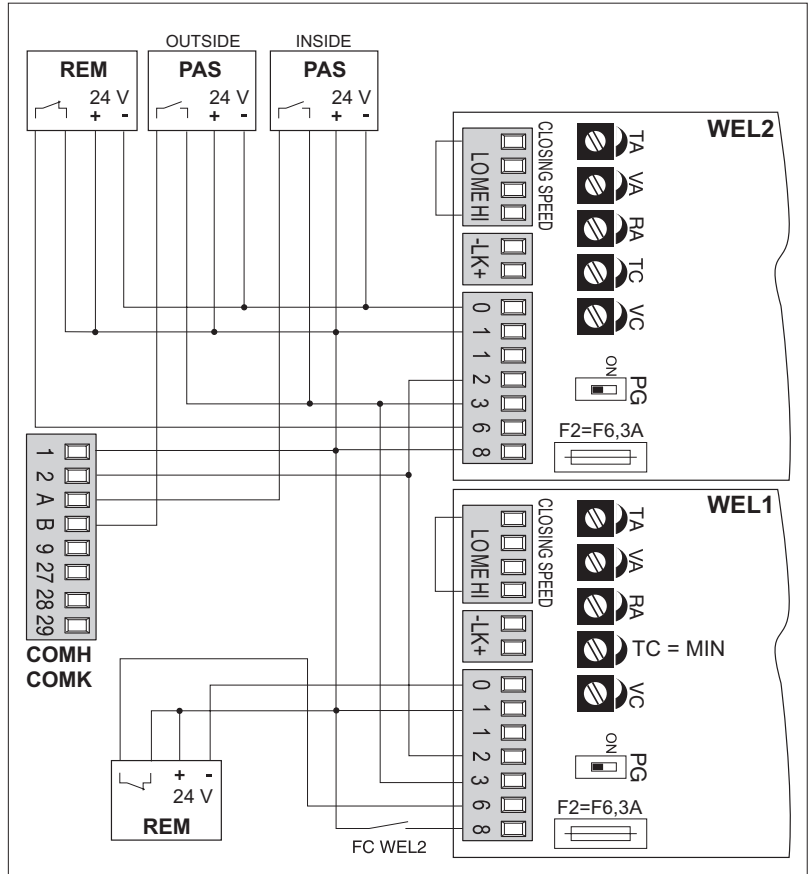 OUTSIDE
INSIDE
REM
24 V
+ -
PAS
24 V
+ -
PAS
24 V
+ -
WEL2
CLOSING SPEED
LO ME HI
-LK+
0
1
1
2
3
6
8
TA
VA
RA
TC
VC
ON
PG
F2=F6,3A
1
2
A
B
9
27
28
29
COMH
COMK
WEL1
CLOSING SPEED
LO ME HI
-LK+
0
1
1
2
3
6
8
TA
VA
RA
TC = MIN
VC
ON
PG
F2=F6,3A
+ -
24 V
REM
FC WEL2